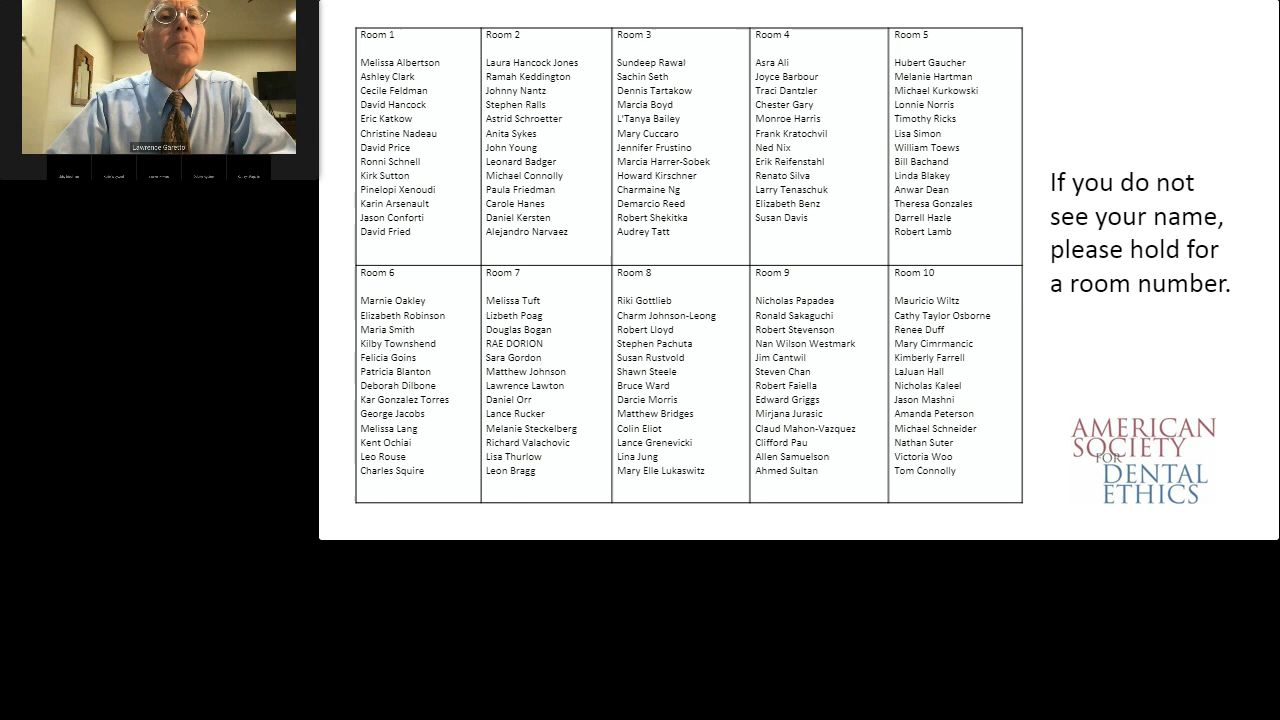 Lawrence Garetto
Room 1
Melissa Albertson
Ashley Clark
Cecile Feldman
David Hancock
Eric Katkow
Christine Nadeau
David Price
Ronni Schnell
Kirk Sutton
Pinelopi Xenoudi
Karin Arsenault
Jason Conforti
David Fried
Room 2
Laura Hancock Jones
Ramah Keddington
Johnny Nantz
Stephen Ralls
Astrid Schroetter
Anita Sykes
John Young
Leonard Badger
Michael Connolly
Paula Friedman
Carole Hanes
Daniel Kersten
Alejandro Narvaez
Room 3
Sundeep Rawal
Sachin Seth
Dennis Tartakow
Marcia Boyd
L'Tanya Bailey
Mary Cuccaro
Jennifer Frustino
Marcia Harrer-Sobek
Howard Kirschner
Charmaine Ng
Demarcio Reed
Robert Shekitka
Audrey Tatt
Room 4
Asra Ali
Joyce Barbour
Traci Dantzler
Chester Gary
Monroe Harris
Frank Kratochvil
Ned Nix
Erik Reifenstahl
Renato Silva
Larry Tenaschuk
Elizabeth Benz
Susan Davis
Room 5
Hubert Gaucher
Melanie Hartman
Michael Kurkowski
Lonnie Norris
Timothy Ricks
Lisa Simon
William Toews
Bill Bachand
Linda Blakey
Anwar Dean
Theresa Gonzales
Darrell Hazle
Robert Lamb
Room 6
Marnie Oakley
Elizabeth Robinson
Maria Smith
Kilby Townshend
Felicia Goins
Patricia Blanton
Deborah Dilbone
Kar Gonzalez Torres
George Jacobs
Melissa Lang
Kent Ochiai
Leo Rouse
Charles Squire
Room 7
Melissa Tuft
Lizbeth Poag
Douglas Bogan
RAE DORION
Sara Gordon
Matthew Johnson
Lawrence Lawton
Daniel Orr
Lance Rucker
Melanie Steckelberg
Richard Valachovic
Lisa Thurlow
Leon Bragg
Room 8
Riki Gottlieb
Charm Johnson-Leong
Robert Lloyd
Stephen Pachuta
Susan Rustvold
Shawn Steele
Bruce Ward
Darcie Morris
Matthew Bridges
Colin Eliot
Lance Grenevicki
Lina Jung
Mary Elle Lukaswitz
Room 9
Nicholas Papadea
Ronald Sakaguchi
Robert Stevenson
Nan Wilson Westmark
Jim Cantwil
Steven Chan
Robert Faiella
Edward Griggs
Mirjana Jurasic
Claud Mahon-Vazquez
Clifford Pau
Allen Samuelson
Ahmed Sultan
Room 10
Mauricio Wiltz
Cathy Taylor Osborne
Renee Duff
Mary Cimrmancic
Kimberly Farrell
LaJuan Hall
Nicholas Kaleel
Jason Mashni
Amanda Peterson
Michael Schneider
Nathan Suter
Victoria Woo
Tom Connolly
If you do not
see your name,
please hold for
a room number.
AMERICAN
SOCIETY
FOR
DENTAL
ETHICS